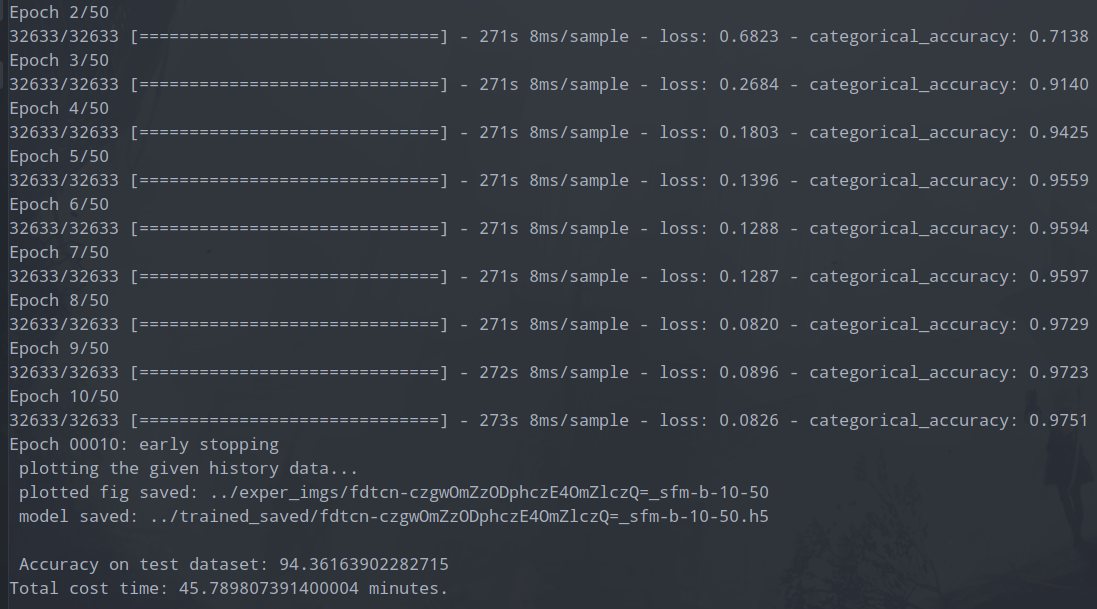 Epoch 2/50
32633/32633 [==============================] - 271s 8ms/sample - loss: 0.6823 - categorical_accuracy: 0.7138
Epoch 3/50
32633/32633 [==============================] - 271s 8ms/sample - loss: 0.2684 - categorical_accuracy: 0.9140
Epoch 4/50
32633/32633 [==============================] - 271s 8ms/sample - loss: 0.1803 - categorical_accuracy: 0.9425
Epoch 5/50
32633/32633 [==============================] - 271s 8ms/sample - loss: 0.1396 - categorical_accuracy: 0.9559
Epoch 6/50
32633/32633 [==============================] - 271s 8ms/sample - loss: 0.1288 - categorical_accuracy: 0.9594
Epoch 7/50
32633/32633 [==============================] - 271s 8ms/sample - loss: 0.1287 - categorical_accuracy: 0.9597
Epoch 8/50
32633/32633 [==============================] - 271s 8ms/sample - loss: 0.0820 - categorical_accuracy: 0.9729
Epoch 9/50
32633/32633 [==============================] - 272s 8ms/sample - loss: 0.0896 - categorical_accuracy: 0.9723
Epoch 10/50
32633/32633 [==============================] - 273s 8ms/sample - loss: 0.0826 - categorical_accuracy: 0.9751
Epoch 00010: early stopping
plotting the given history data...
plotted fig saved: ../exper_imgs/fdtcn-czgwOmZzODphczE4OmZlczQ=_sfm-b-10-50
model saved: ../trained_saved/fdtcn-czgwOmZzODphczE4OmZlczQ=_sfm-b-10-50.h5
Accuracy on test dataset: 94.36163902282715
Total cost time: 45.789807391400004 minutes.